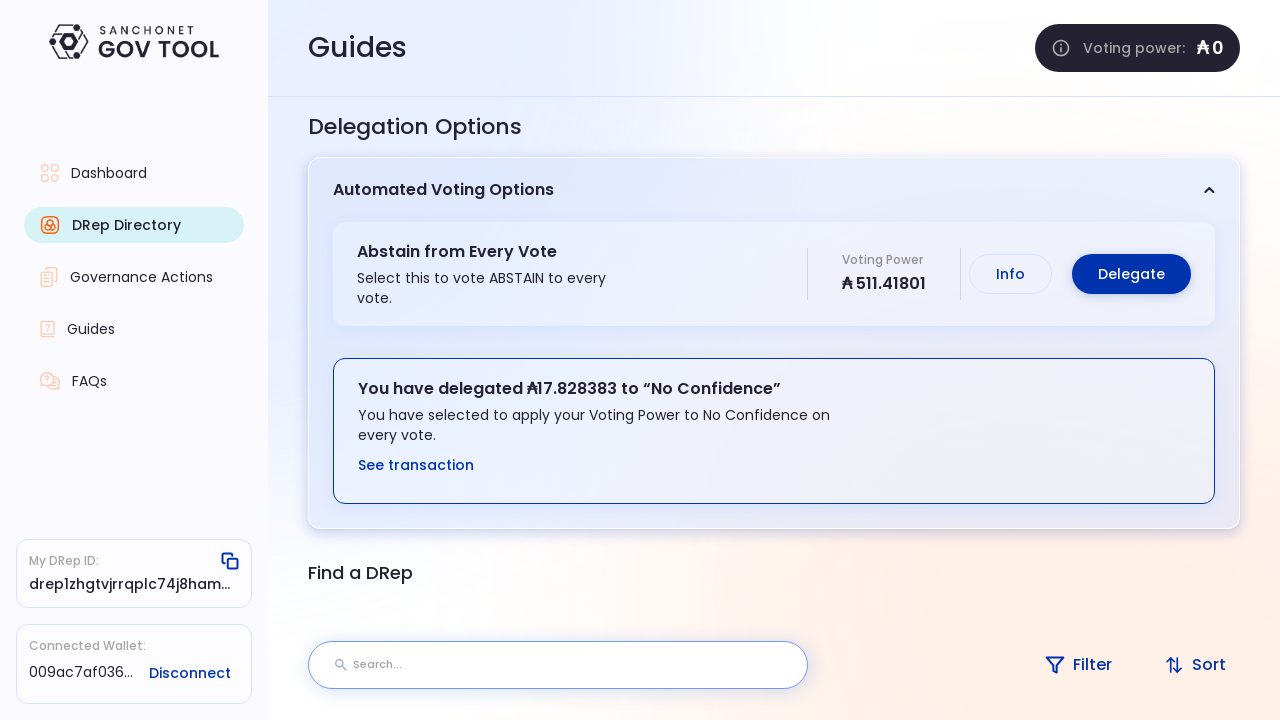 SANCHONET
GOV TOOL
Dashboard
DRep Directory
Governance Actions
Guides
FAQs
My DRep ID:
drep1zhgtvjrrqplc74j8ham...
Connected Wallet:
009ac7af036... Disconnect
Guides
Voting power: ₳0
Delegation Options
Automated Voting Options
Abstain from Every Vote
Select this to vote ABSTAIN to every
vote.
Voting Power
₳511.41801
Info
Delegate
You have delegated ₳17.828383 to “No Confidence”
You have selected to apply your Voting Power to No Confidence on
every vote.
See transaction
Find a DRep
Search...
Filter
Sort